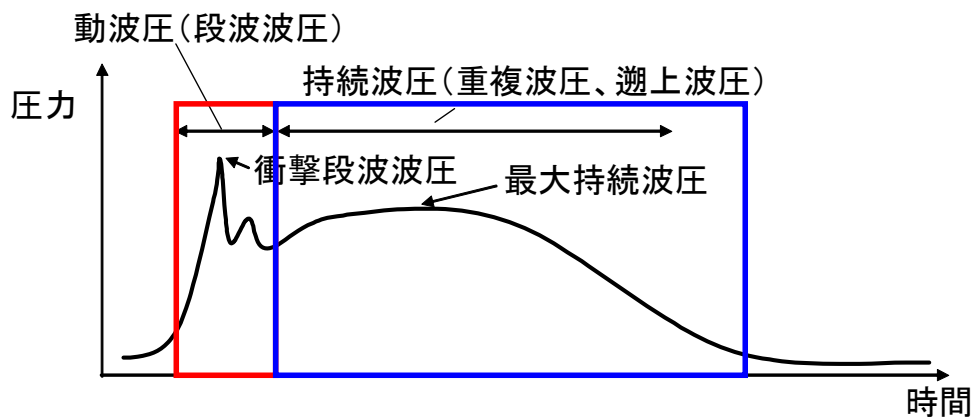 動波圧（段波波圧）
持続波圧（重複波圧、遡上波圧）
圧力
衝撃段波波圧
最大持続波圧
時間